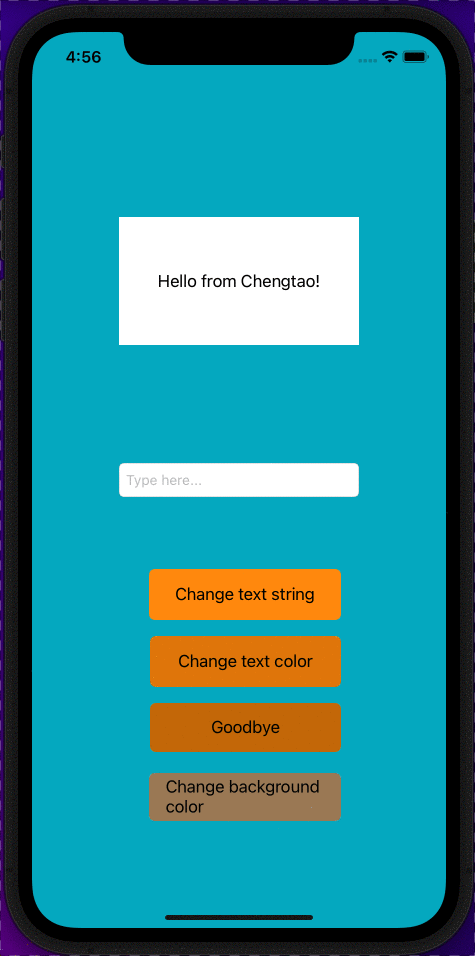 4:56
Hello from Chengtao!
Type here...
Change text string
Change text color
Goodbye
Change background
color